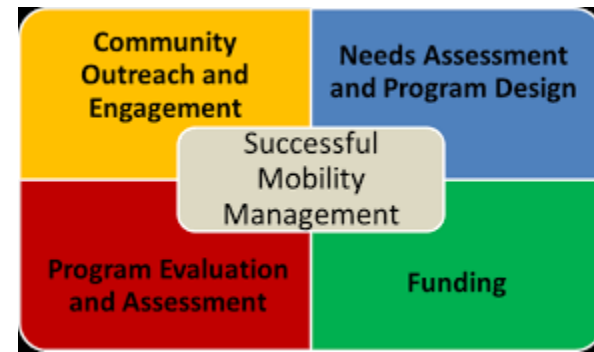 Community
Outreach and
Engagement
Needs Assessment
and Program Design
Successful
Mobility
Management
Program Evaluation
and Assessment
Funding